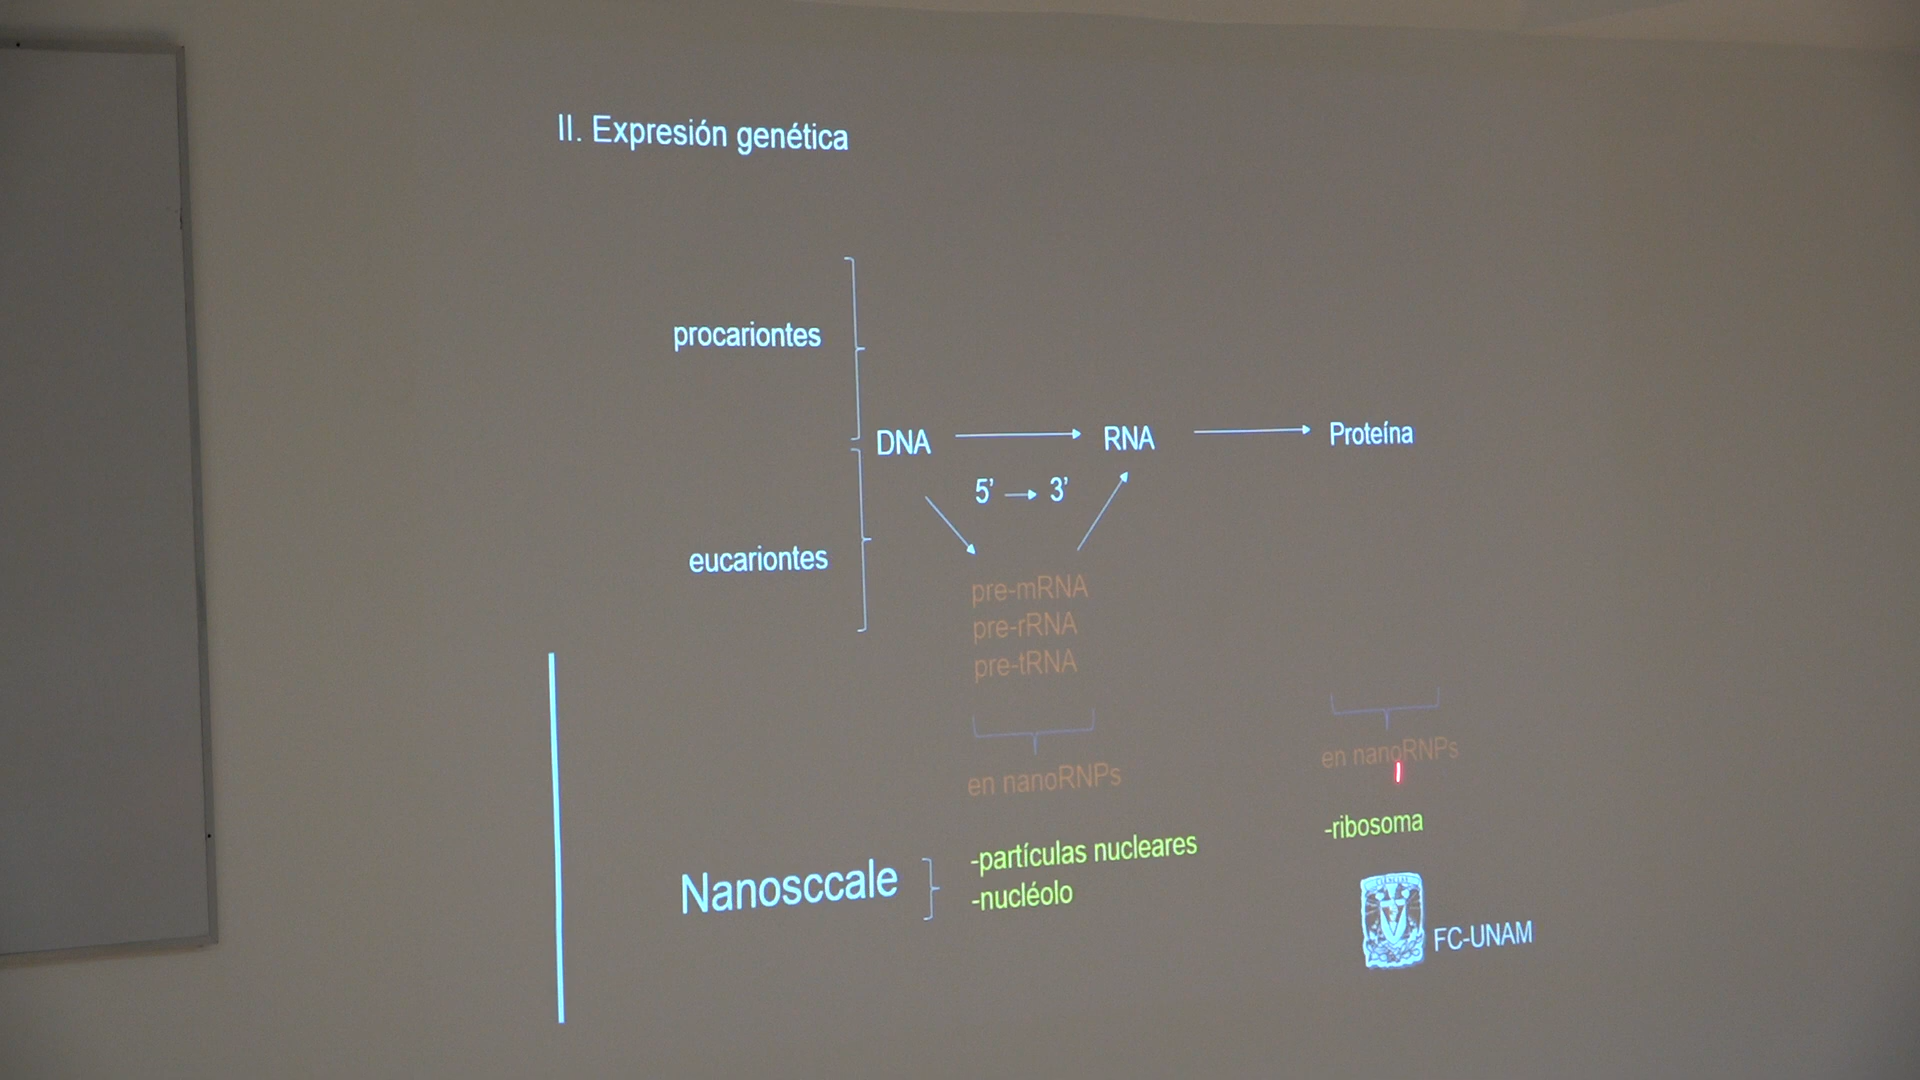 II. Expresión genética
procariontes
DNA → RNA → Proteína
5’ → 3’
eucariontes
pre-mRNA
pre-rRNA
pre-tRNA
en nanoRNPs
en nanoRNPs
-partículas nucleares
-ribosoma
Nanosccale
-nucléolo
FC-UNAM